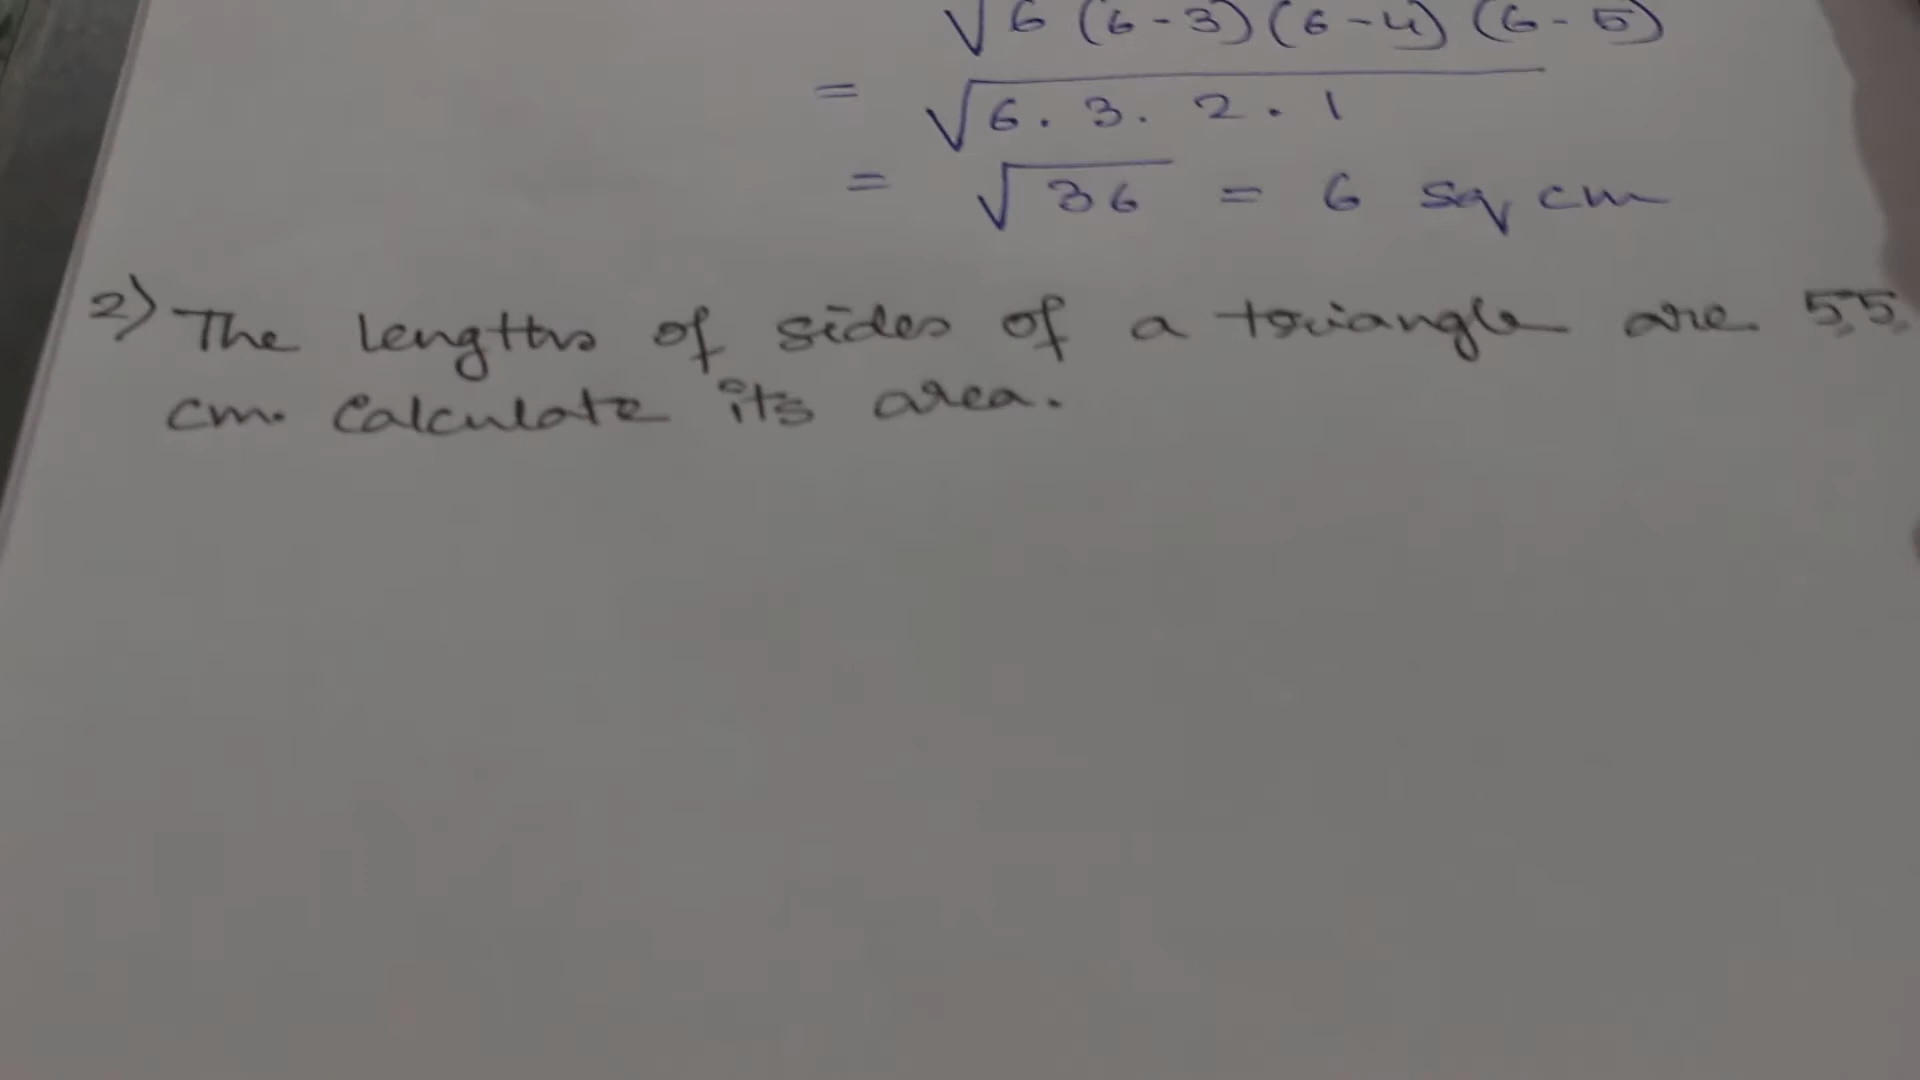 √6 (6-3) (6-4) (6-5)
= √6. 3. 2. 1
= √36 = 6 sq cm
2) The lengths of sides of a triangle are 5,5,
cm. Calculate its area.